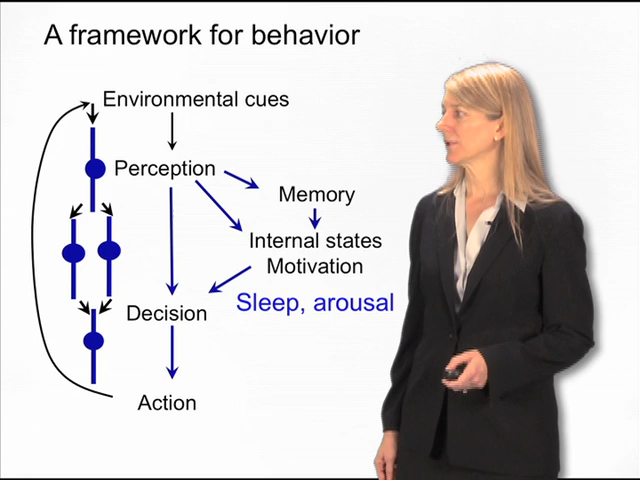 A framework for behavior
Environmental cues
Perception
Memory
Internal states
Motivation
Sleep, arousal
Decision
Action